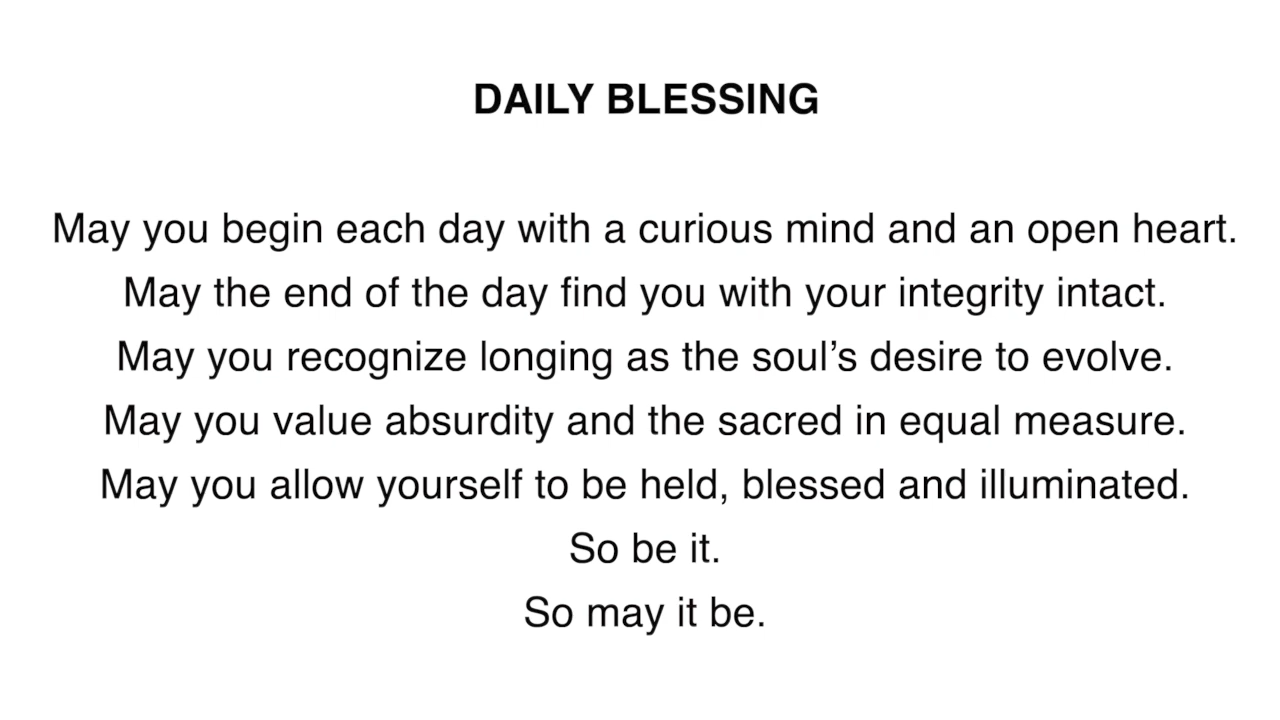 DAILY BLESSING
May you begin each day with a curious mind and an open heart.
May the end of the day find you with your integrity intact.
May you recognize longing as the soul’s desire to evolve.
May you value absurdity and the sacred in equal measure.
May you allow yourself to be held, blessed and illuminated.
So be it.
So may it be.